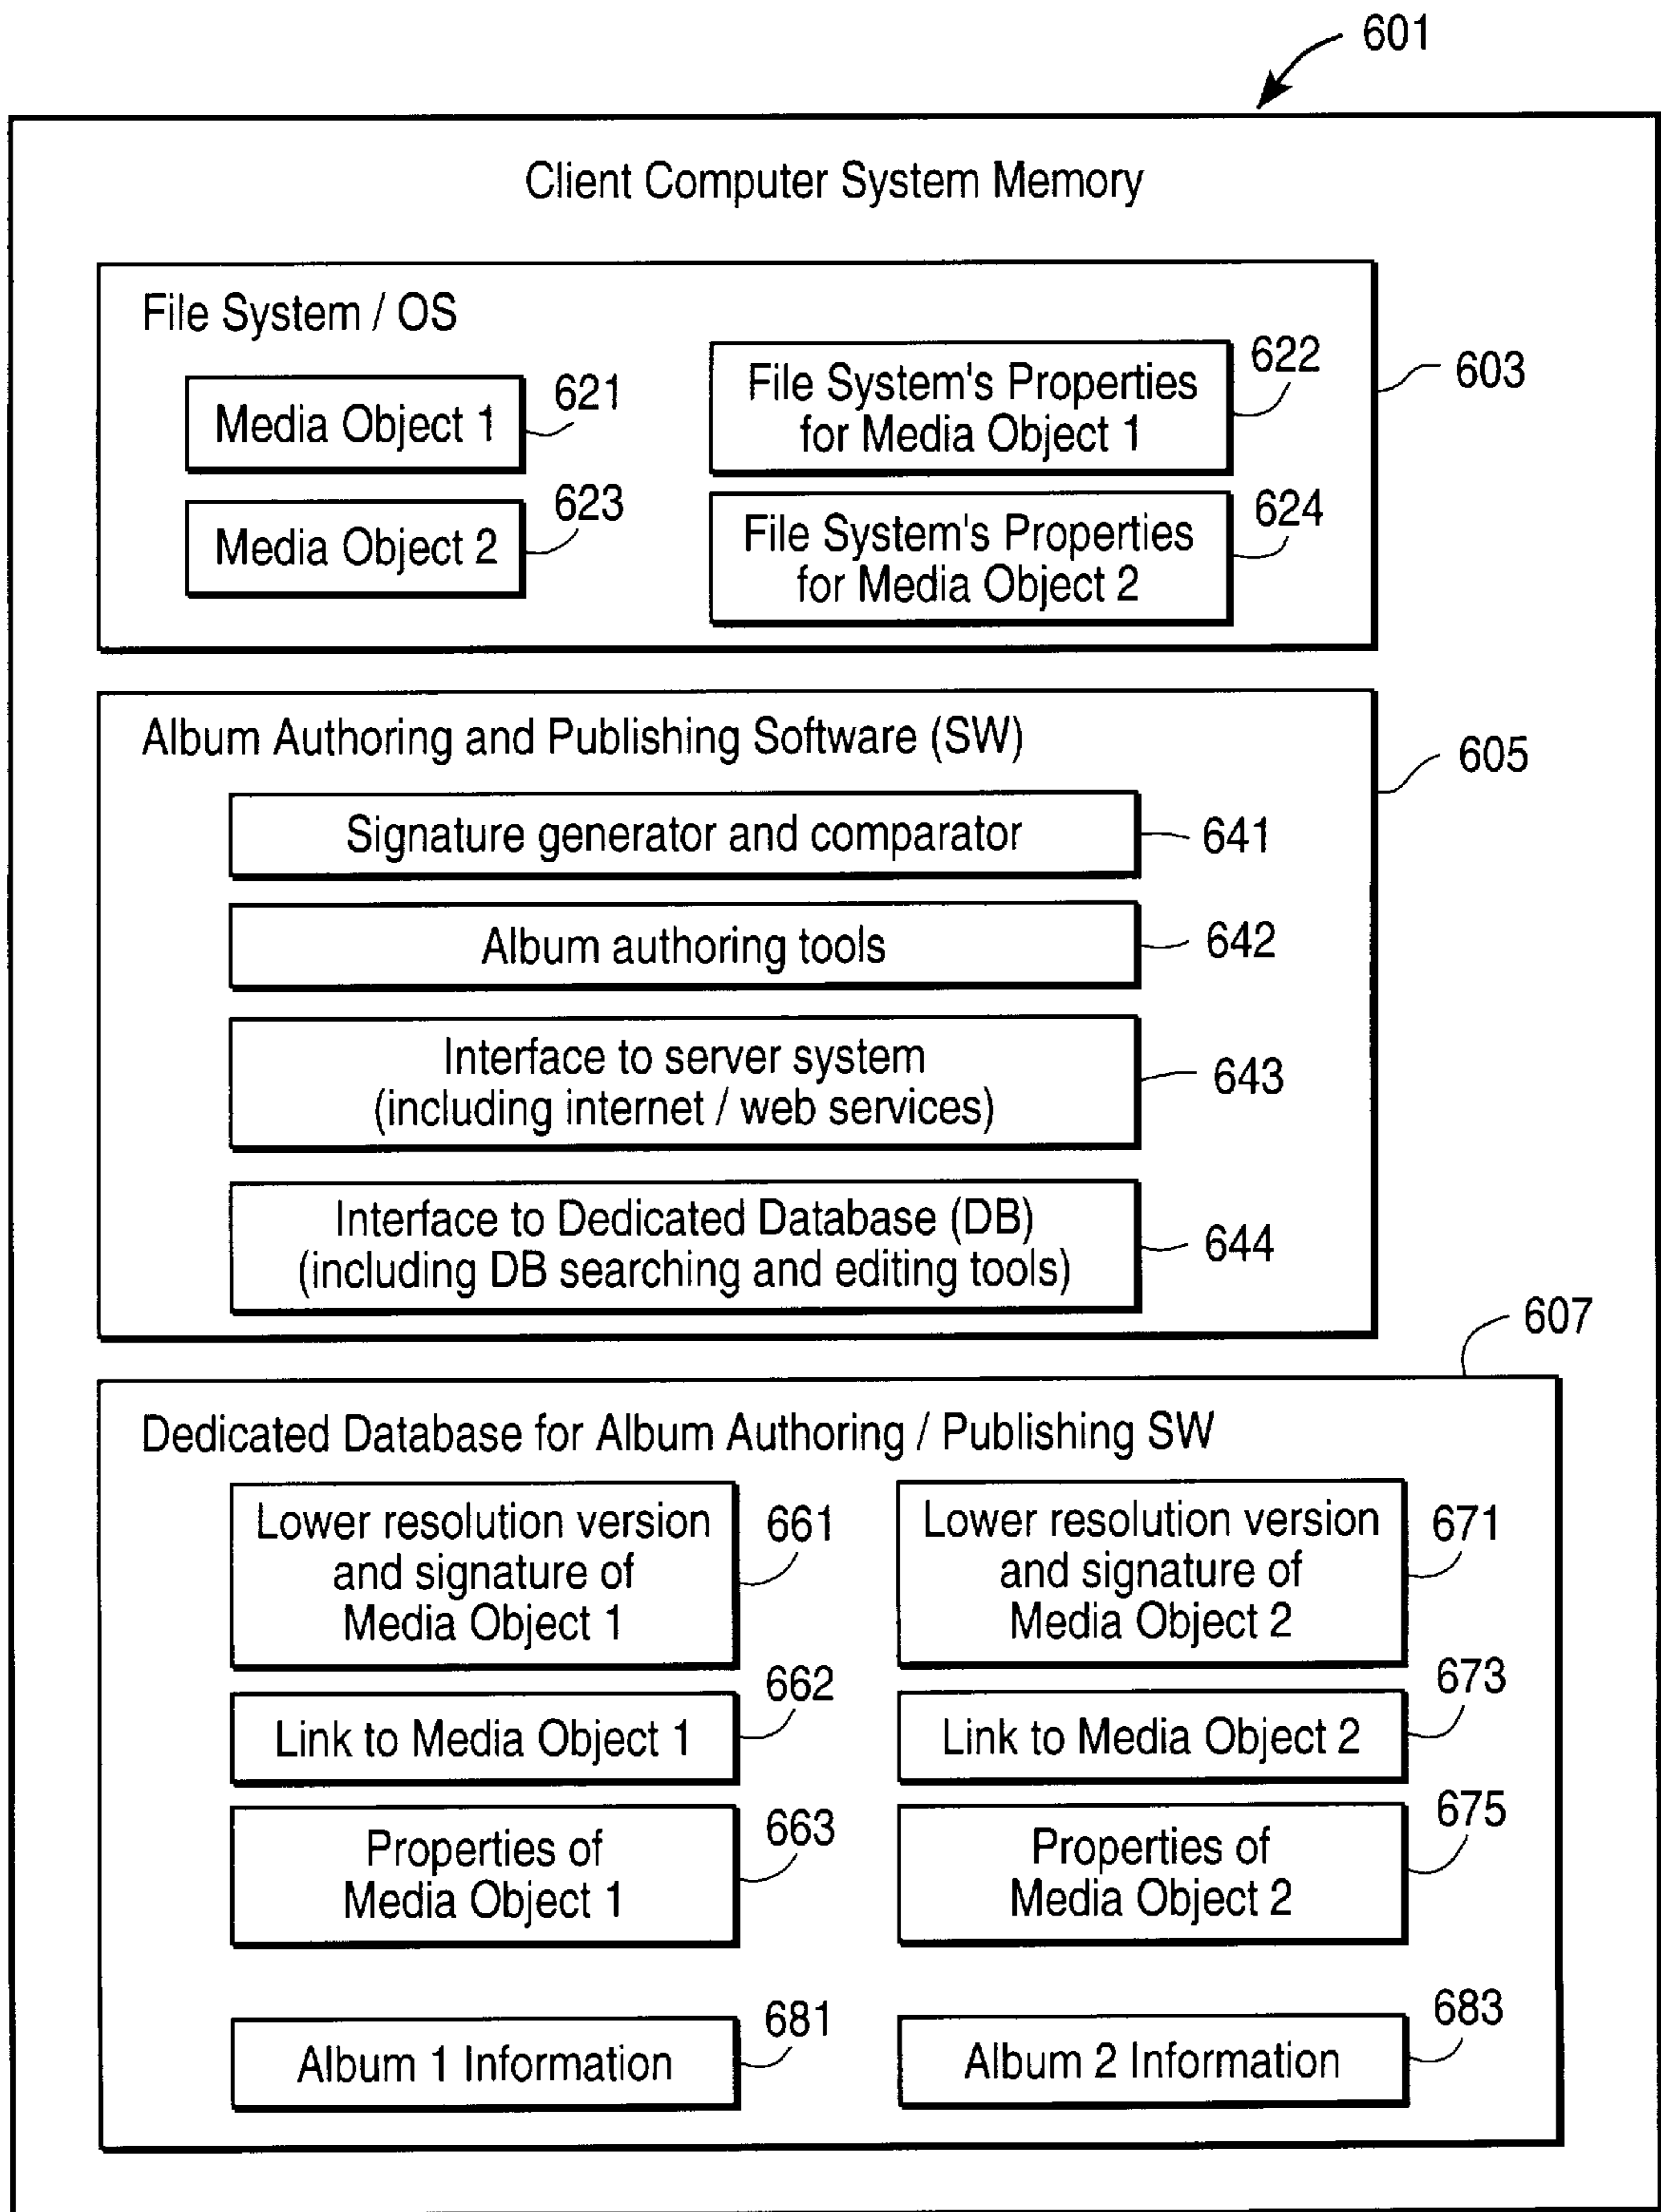 601
Client Computer System Memory
File System / OS
603
Media Object 1
621
File System's Properties
for Media Object 1
622
Media Object 2
623
File System's Properties
for Media Object 2
624
Album Authoring and Publishing Software (SW)
605
Signature generator and comparator
641
Album authoring tools
642
Interface to server system
(including internet / web services)
643
Interface to Dedicated Database (DB)
(including DB searching and editing tools)
644
607
Dedicated Database for Album Authoring / Publishing SW
Lower resolution version
and signature of
Media Object 1
661
Lower resolution version
and signature of
Media Object 2
671
Link to Media Object 1
662
Link to Media Object 2
673
Properties of
Media Object 1
663
Properties of
Media Object 2
675
Album 1 Information
681
Album 2 Information
683